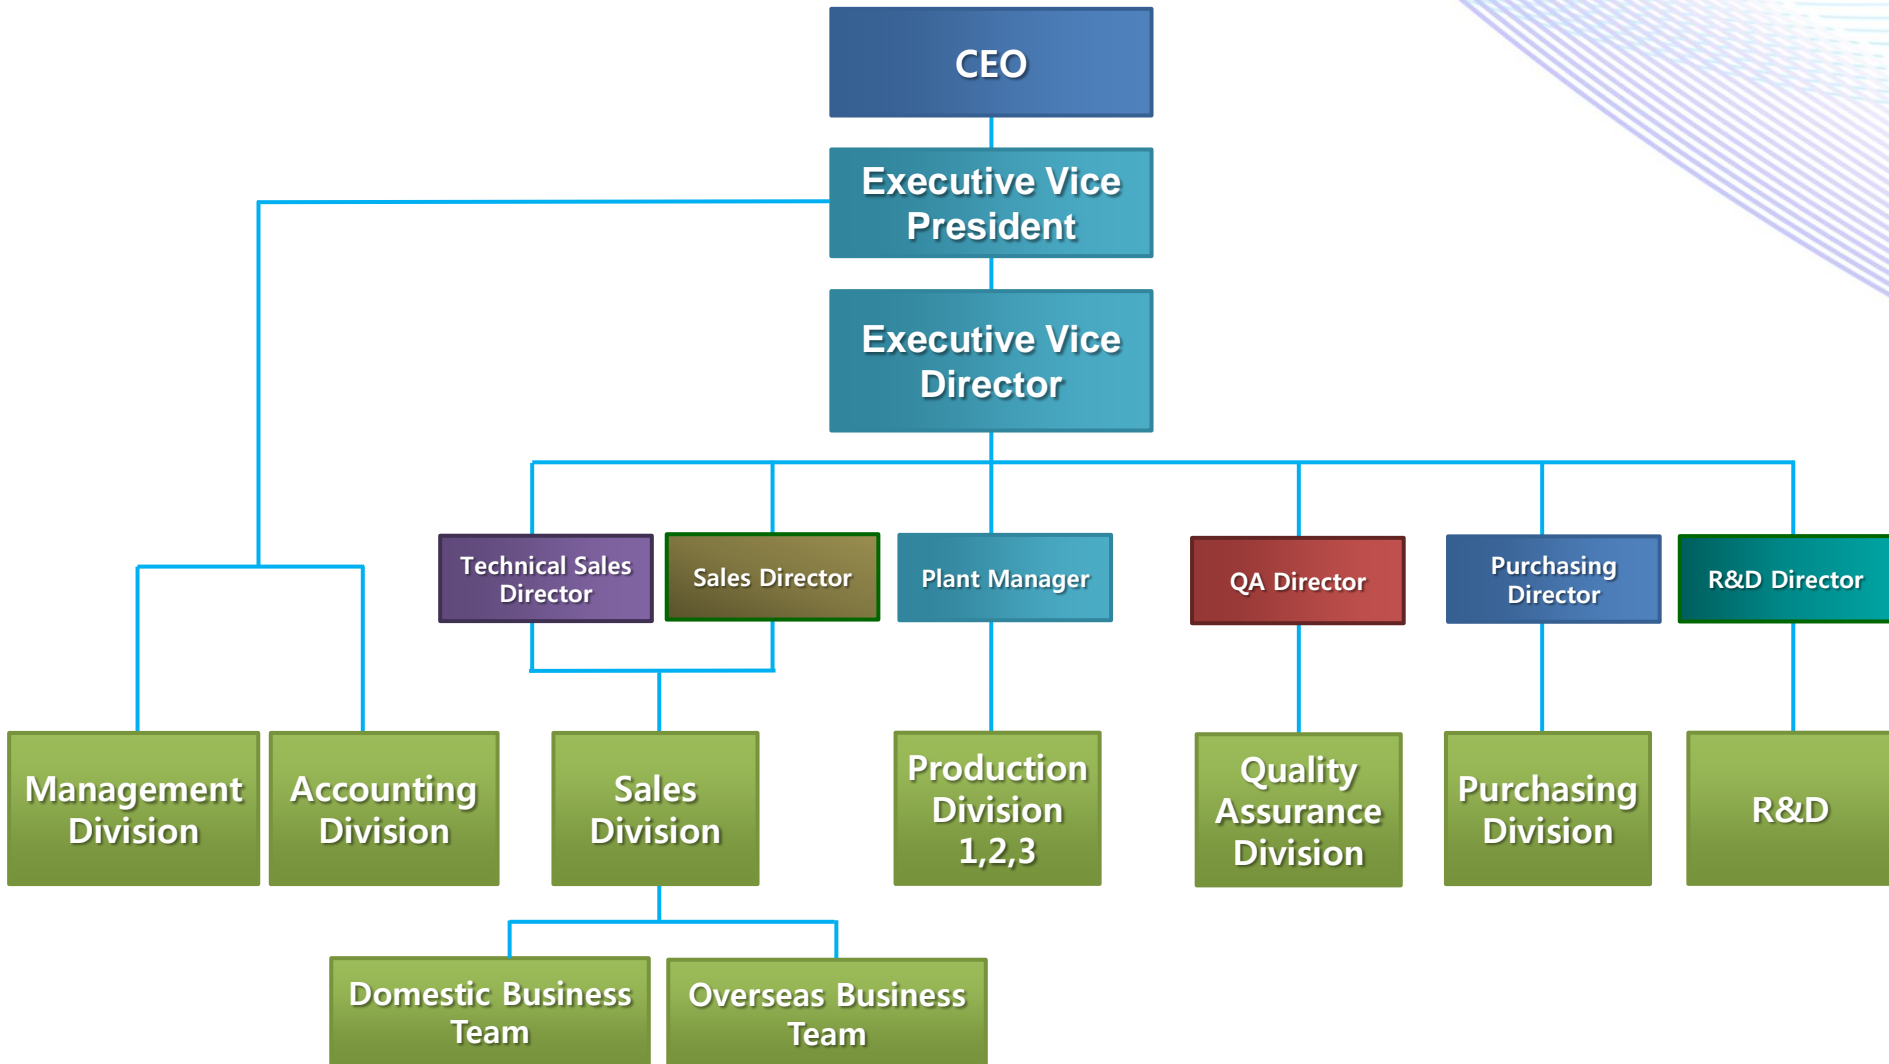 CEO
Executive Vice
President
Executive Vice
Director
Technical Sales
Director
Sales Director
Plant Manager
QA Director
Purchasing
Director
R&D Director
Management
Division
Accounting
Division
Sales
Division
Production
Division
1,2,3
Quality
Assurance
Division
Purchasing
Division
R&D
Domestic Business
Team
Overseas Business
Team